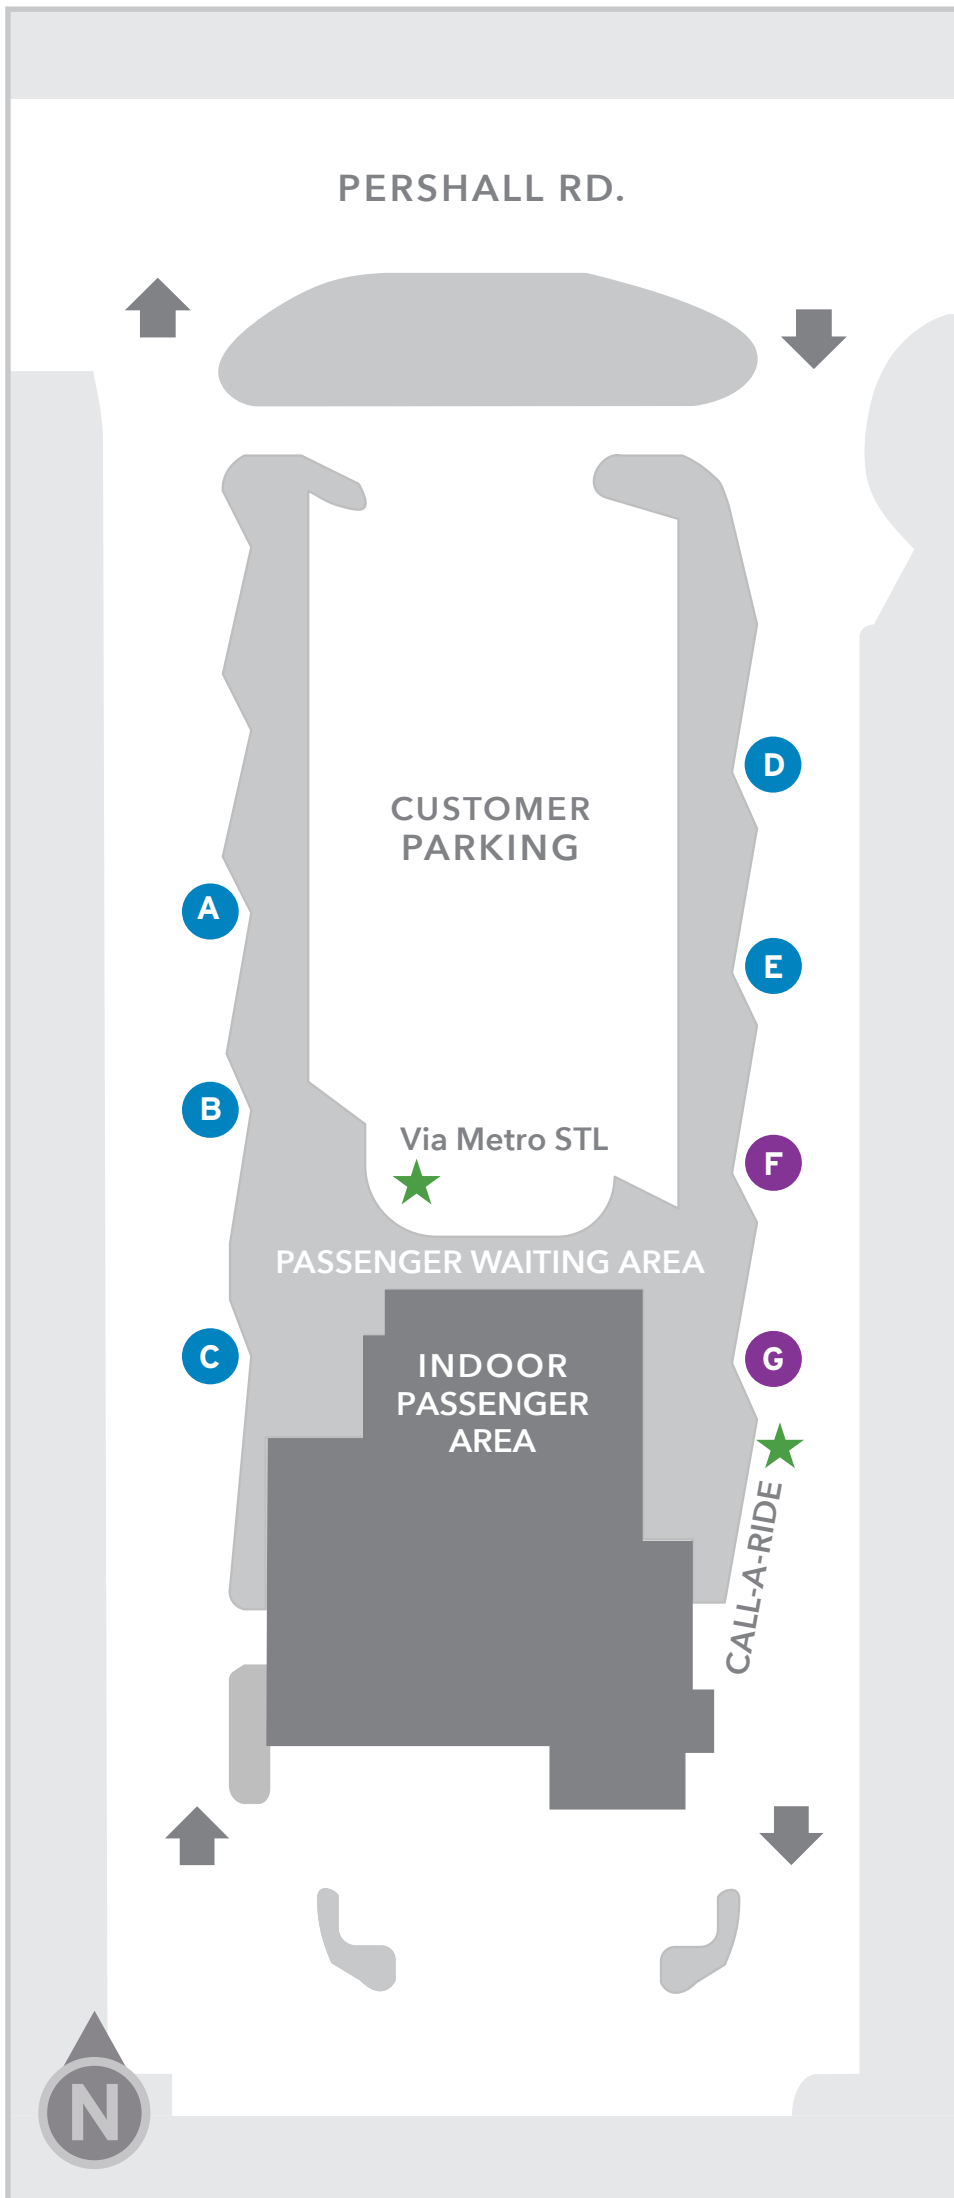 PERSHALL RD.
CUSTOMER
PARKING
D
A
E
B
Via Metro STL
F
PASSENGER WAITING AREA
C
INDOOR
PASSENGER
AREA
G
CALL-A-RIDE
N